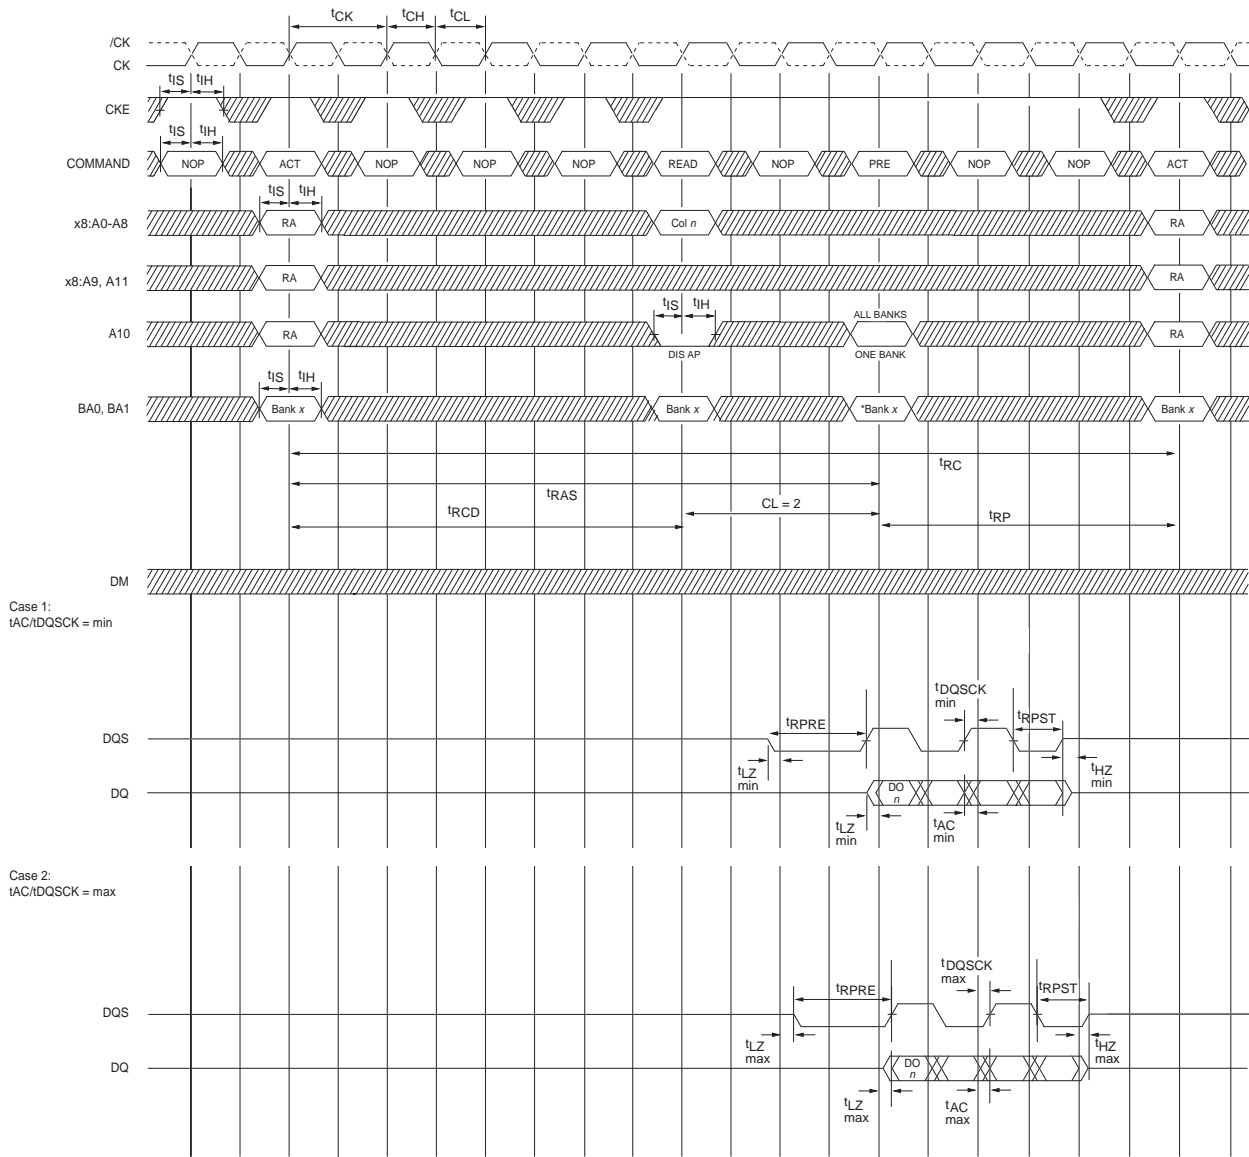 tCK tCH tCL
/CK
CK
tIS tIH
CKE
tIS tIH
COMMAND NOP ACT NOP NOP NOP READ NOP PRE NOP NOP ACT
tIS tIH
x8:A0-A8 RA Col n RA
x8:A9, A11 RA RA
tIS tIH ALL BANKS
A10 RA RA
DIS AP ONE BANK
tIS tIH
BA0, BA1 Bank x Bank x *Bank x Bank x
tRC
tRAS
CL = 2
tRCD tRP
DM
Case 1:
tAC/tDQSCK = min
tDQSCK
min
tRPRE tRPST
DQS
tLZ
min
tHZ
min
DQ DO
n
tLZ
min
tAC
min
Case 2:
tAC/tDQSCK = max
tDQSCK
max
tRPRE tRPST
DQS
tLZ
max
tHZ
max
DQ DO
n
tLZ
max
tAC
max